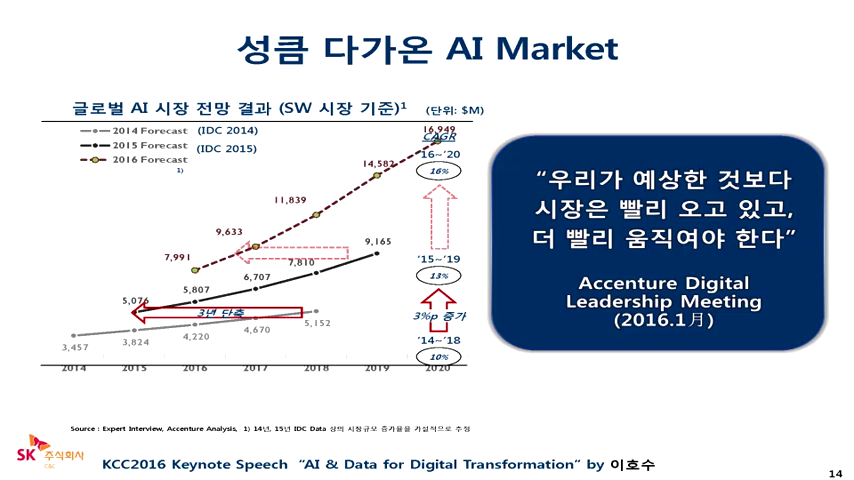 성큼 다가온 AI Market
글로벌 AI 시장 전망 결과 (SW 시장 기준)1 (단위: $M)
2014 Forecast (IDC 2014)
2015 Forecast (IDC 2015)
2016 Forecast 1)
16,949
CAGR
14,582
'16~'20
16%
11,839
9,633
7,991
9,165
7,810
'15~'19
13%
6,707
5,807
5,076
3년 단축
3%p 증가
5,152
4,670
4,220
3,824
3,457
'14~'18
10%
2014 2015 2016 2017 2018 2019 2020
“우리가 예상한 것보다
시장은 빨리 오고 있고,
더 빨리 움직여야 한다”
Accenture Digital
Leadership Meeting
(2016.1月)
Source : Expert Interview, Accenture Analysis, 1) 14년, 15년 IDC Data 상의 시장규모 증가율을 가설적으로 추정
SK 주식회사
C&C
KCC2016 Keynote Speech “AI & Data for Digital Transformation” by 이호수
14